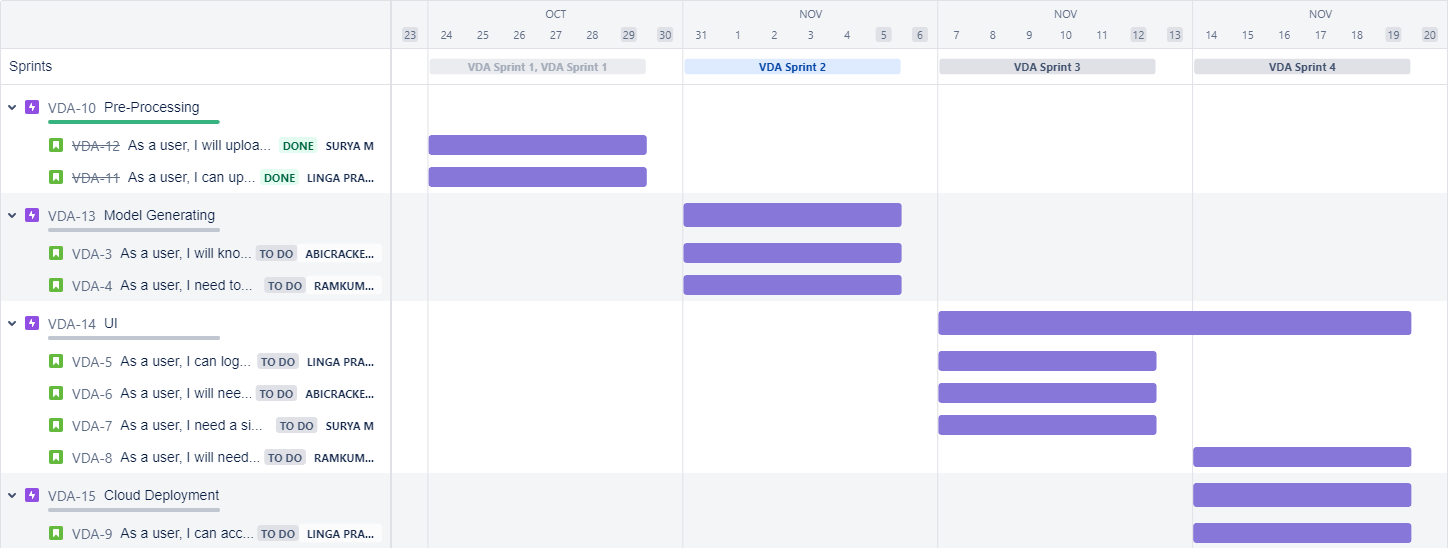 OCT NOV NOV NOV
23 24 25 26 27 28 29 30 31 1 2 3 4 5 6 7 8 9 10 11 12 13 14 15 16 17 18 19 20
Sprints VDA Sprint 1, VDA Sprint 1 VDA Sprint 2 VDA Sprint 3 VDA Sprint 4
VDA-10 Pre-Processing
VDA-12 As a user, I will uploa... DONE SURYA M
VDA-11 As a user, I can up... DONE LINGA PRA...
VDA-13 Model Generating
VDA-3 As a user, I will kno... TO DO ABICRACKE...
VDA-4 As a user, I need to... TO DO RAMKUM...
VDA-14 UI
VDA-5 As a user, I can log... TO DO LINGA PRA...
VDA-6 As a user, I will nee... TO DO ABICRACKE...
VDA-7 As a user, I need a si... TO DO SURYA M
VDA-8 As a user, I will need... TO DO RAMKUM...
VDA-15 Cloud Deployment
VDA-9 As a user, I can acc... TO DO LINGA PRA...